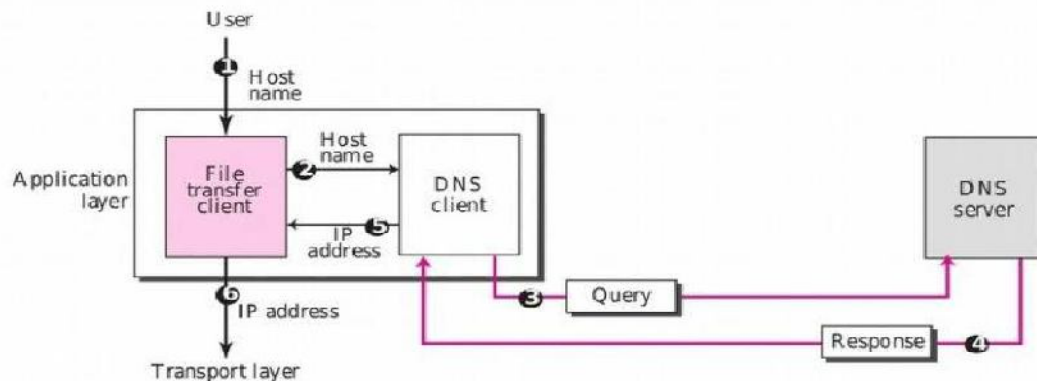 User
1
Host
name
Application
layer
File
transfer
client
Host
name
2
5
IP
address
DNS
client
DNS
server
3
Query
Response
4
6
IP address
Transport layer